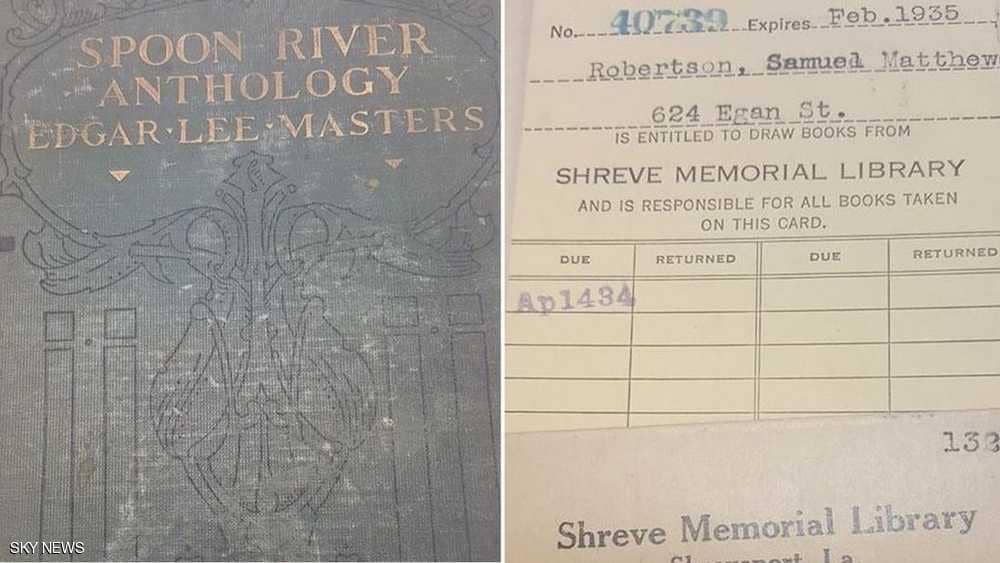 SPOON RIVER
ANTHOLOGY
EDGAR·LEE·MASTERS
SKY NEWS
No. 40739 Expires Feb.1935
Robertson, Samuel Matthew
624 Egan St.
IS ENTITLED TO DRAW BOOKS FROM
SHREVE MEMORIAL LIBRARY
AND IS RESPONSIBLE FOR ALL BOOKS TAKEN
ON THIS CARD.
DUE RETURNED DUE RETURNED
Ap1434
Shreve Memorial Library